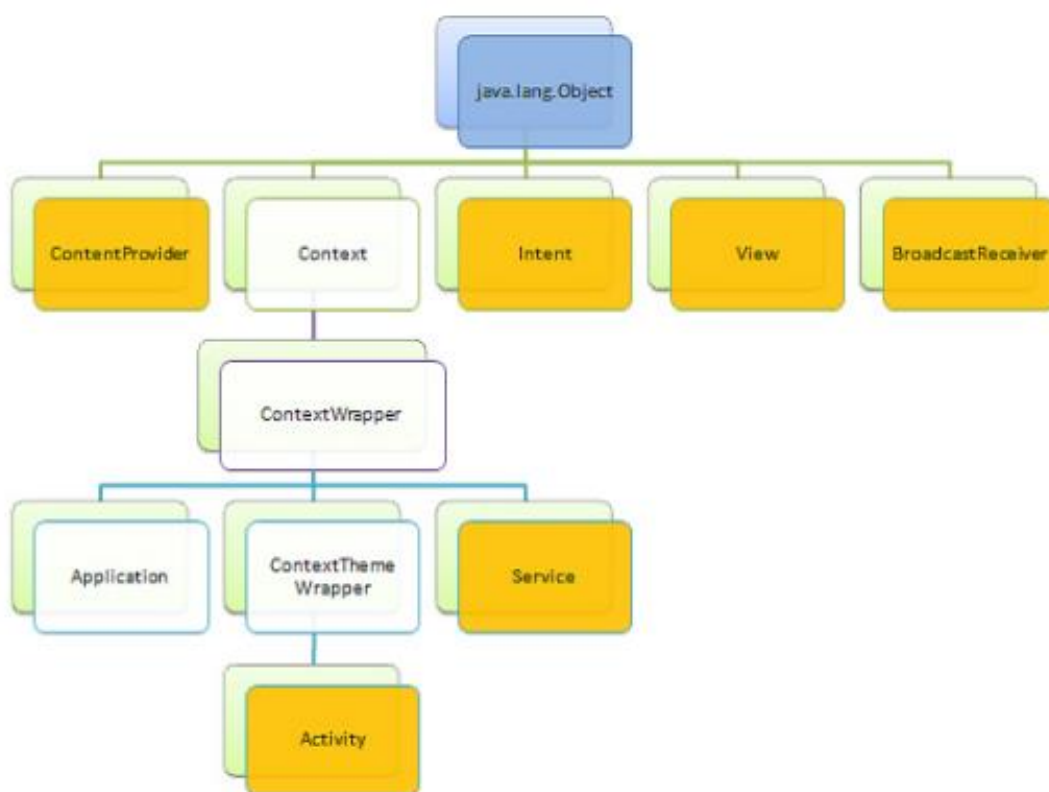 java.lang.Object
ContentProvider
Context
Intent
View
BroadcastReceiver
ContextWrapper
Application
ContextTheme
Wrapper
Service
Activity